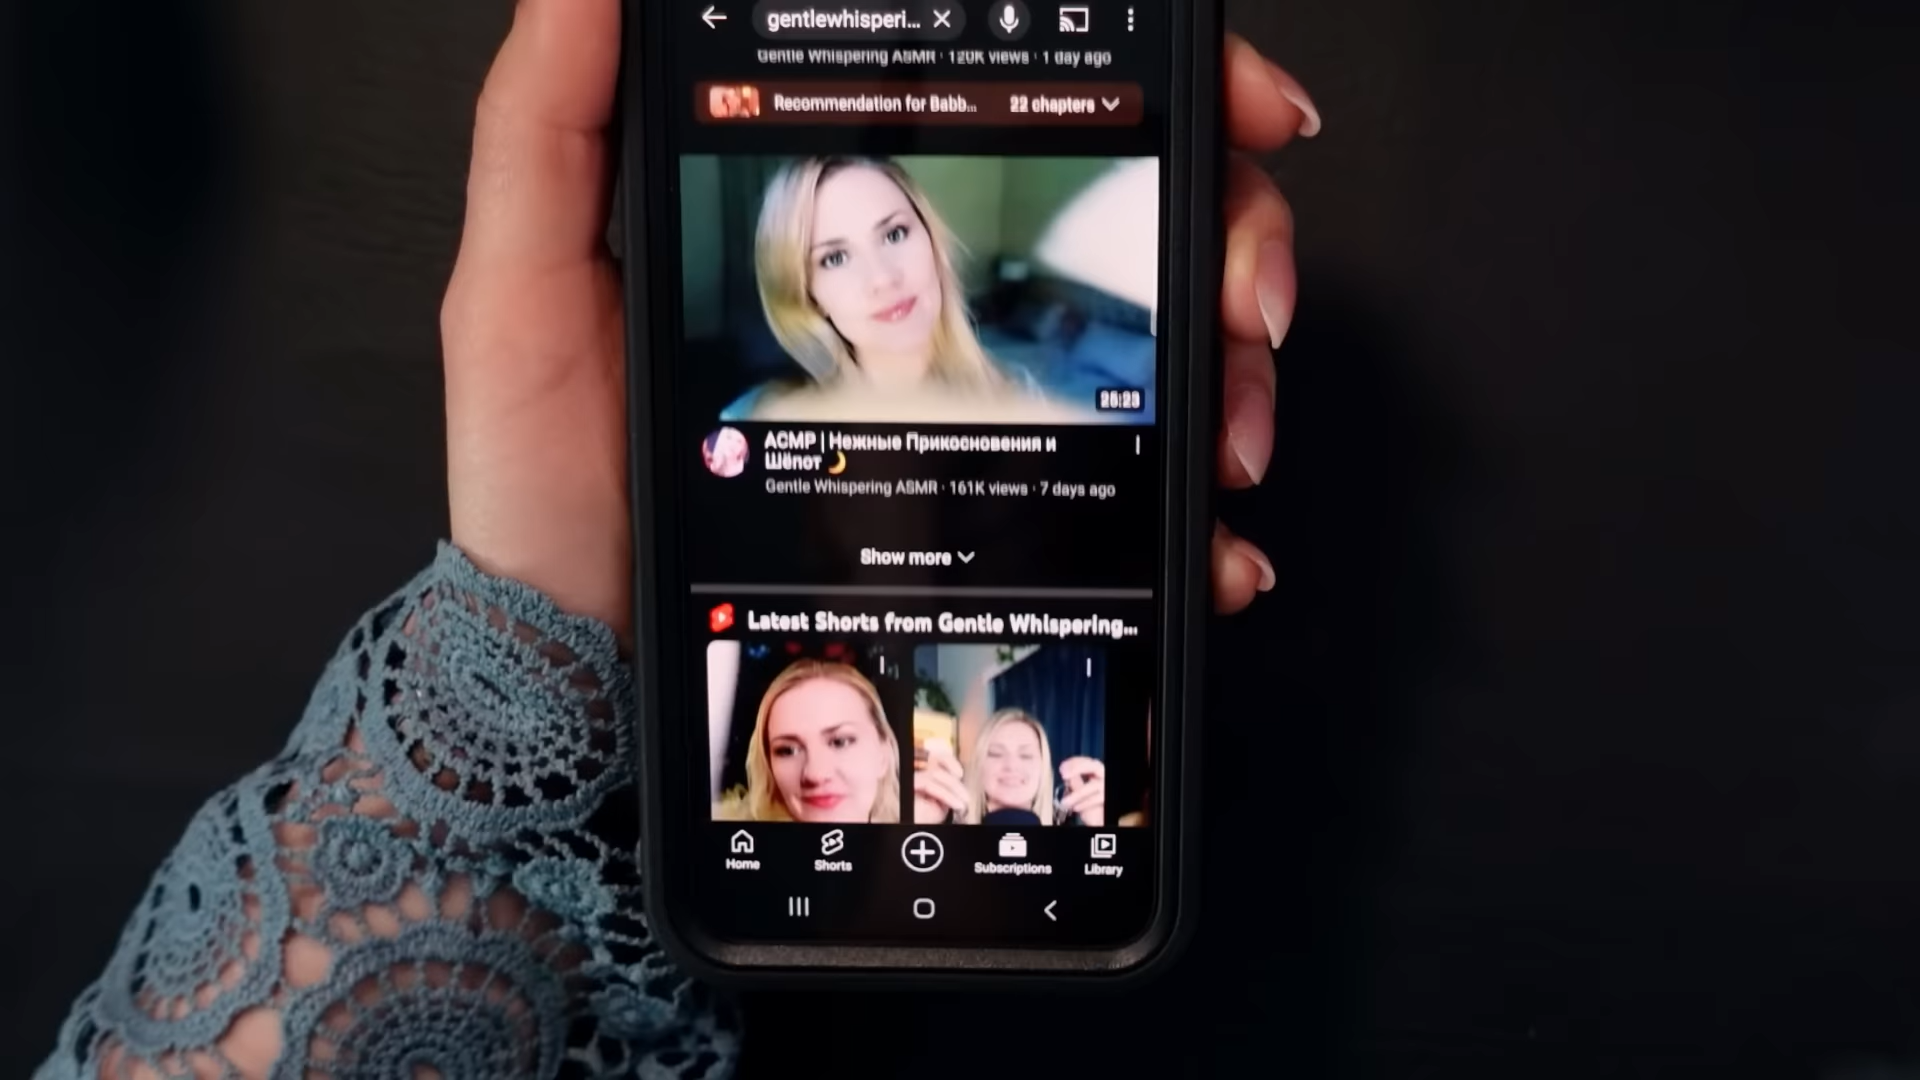 gentlewhisperi...
Gentle Whispering ASMR · 120K views · 1 day ago
Recommendation for Babb... 22 chapters
25:23
АСМР | Нежные Прикосновения и
Шёпот 🌙
Gentle Whispering ASMR · 161K views · 7 days ago
Show more
Latest Shorts from Gentle Whispering...
Home Shorts Subscriptions Library